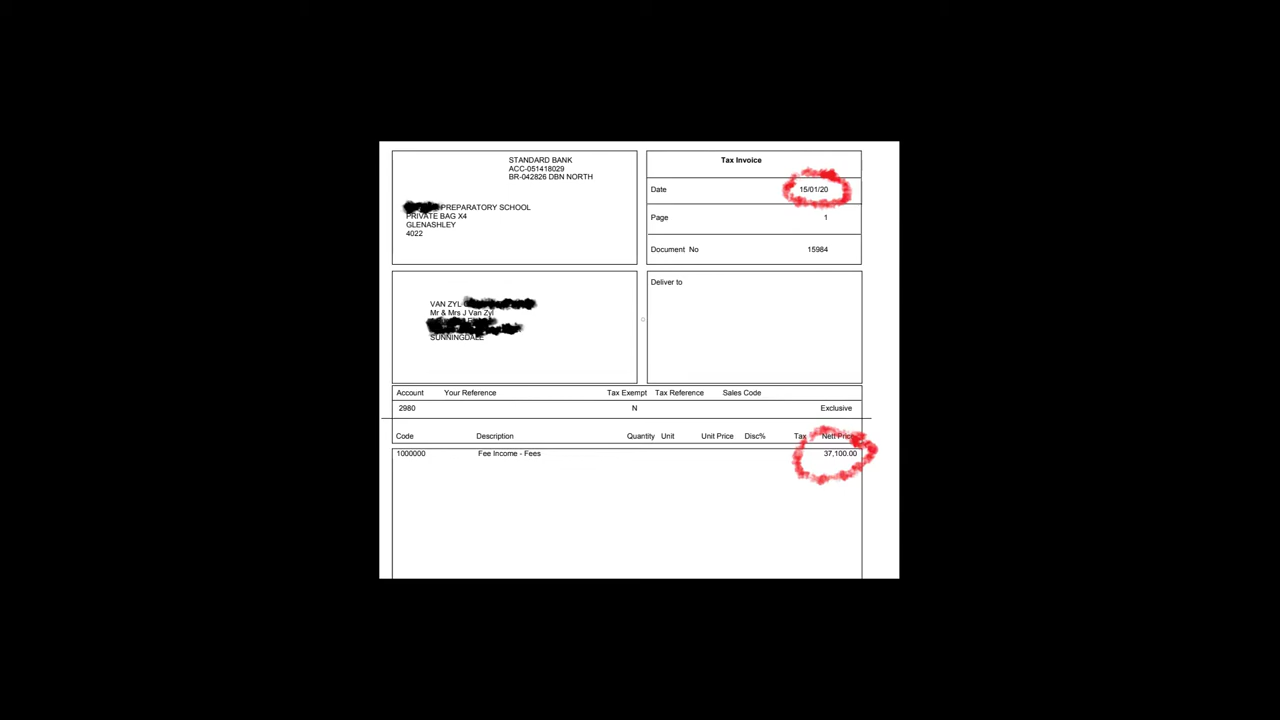 STANDARD BANK
ACC-051418029
BR-042826 DBN NORTH
PREPARATORY SCHOOL
PRIVATE BAG X4
GLENASHLEY
4022
Tax Invoice
Date 15/01/20
Page 1
Document No 15984
VAN ZYL
Mr & Mrs J Van Zyl
SUNNINGDALE
Deliver to
Account Your Reference Tax Exempt Tax Reference Sales Code
2980 N Exclusive
Code Description Quantity Unit Unit Price Disc% Tax Nett Price
1000000 Fee Income - Fees 37,100.00